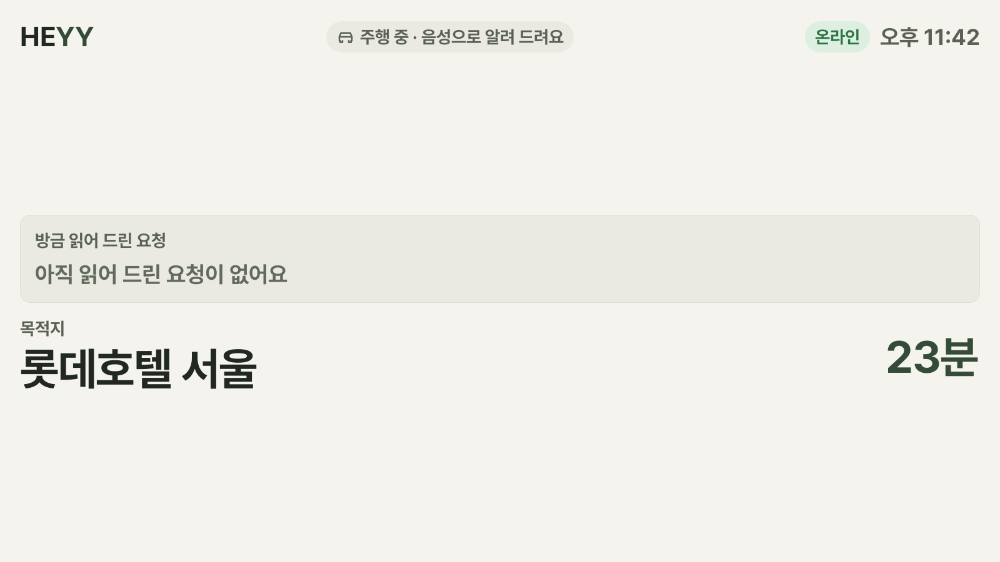 HEYY
주행 중 · 음성으로 알려 드려요
온라인 오후 11:42
방금 읽어 드린 요청
아직 읽어 드린 요청이 없어요
목적지
롯데호텔 서울
23분